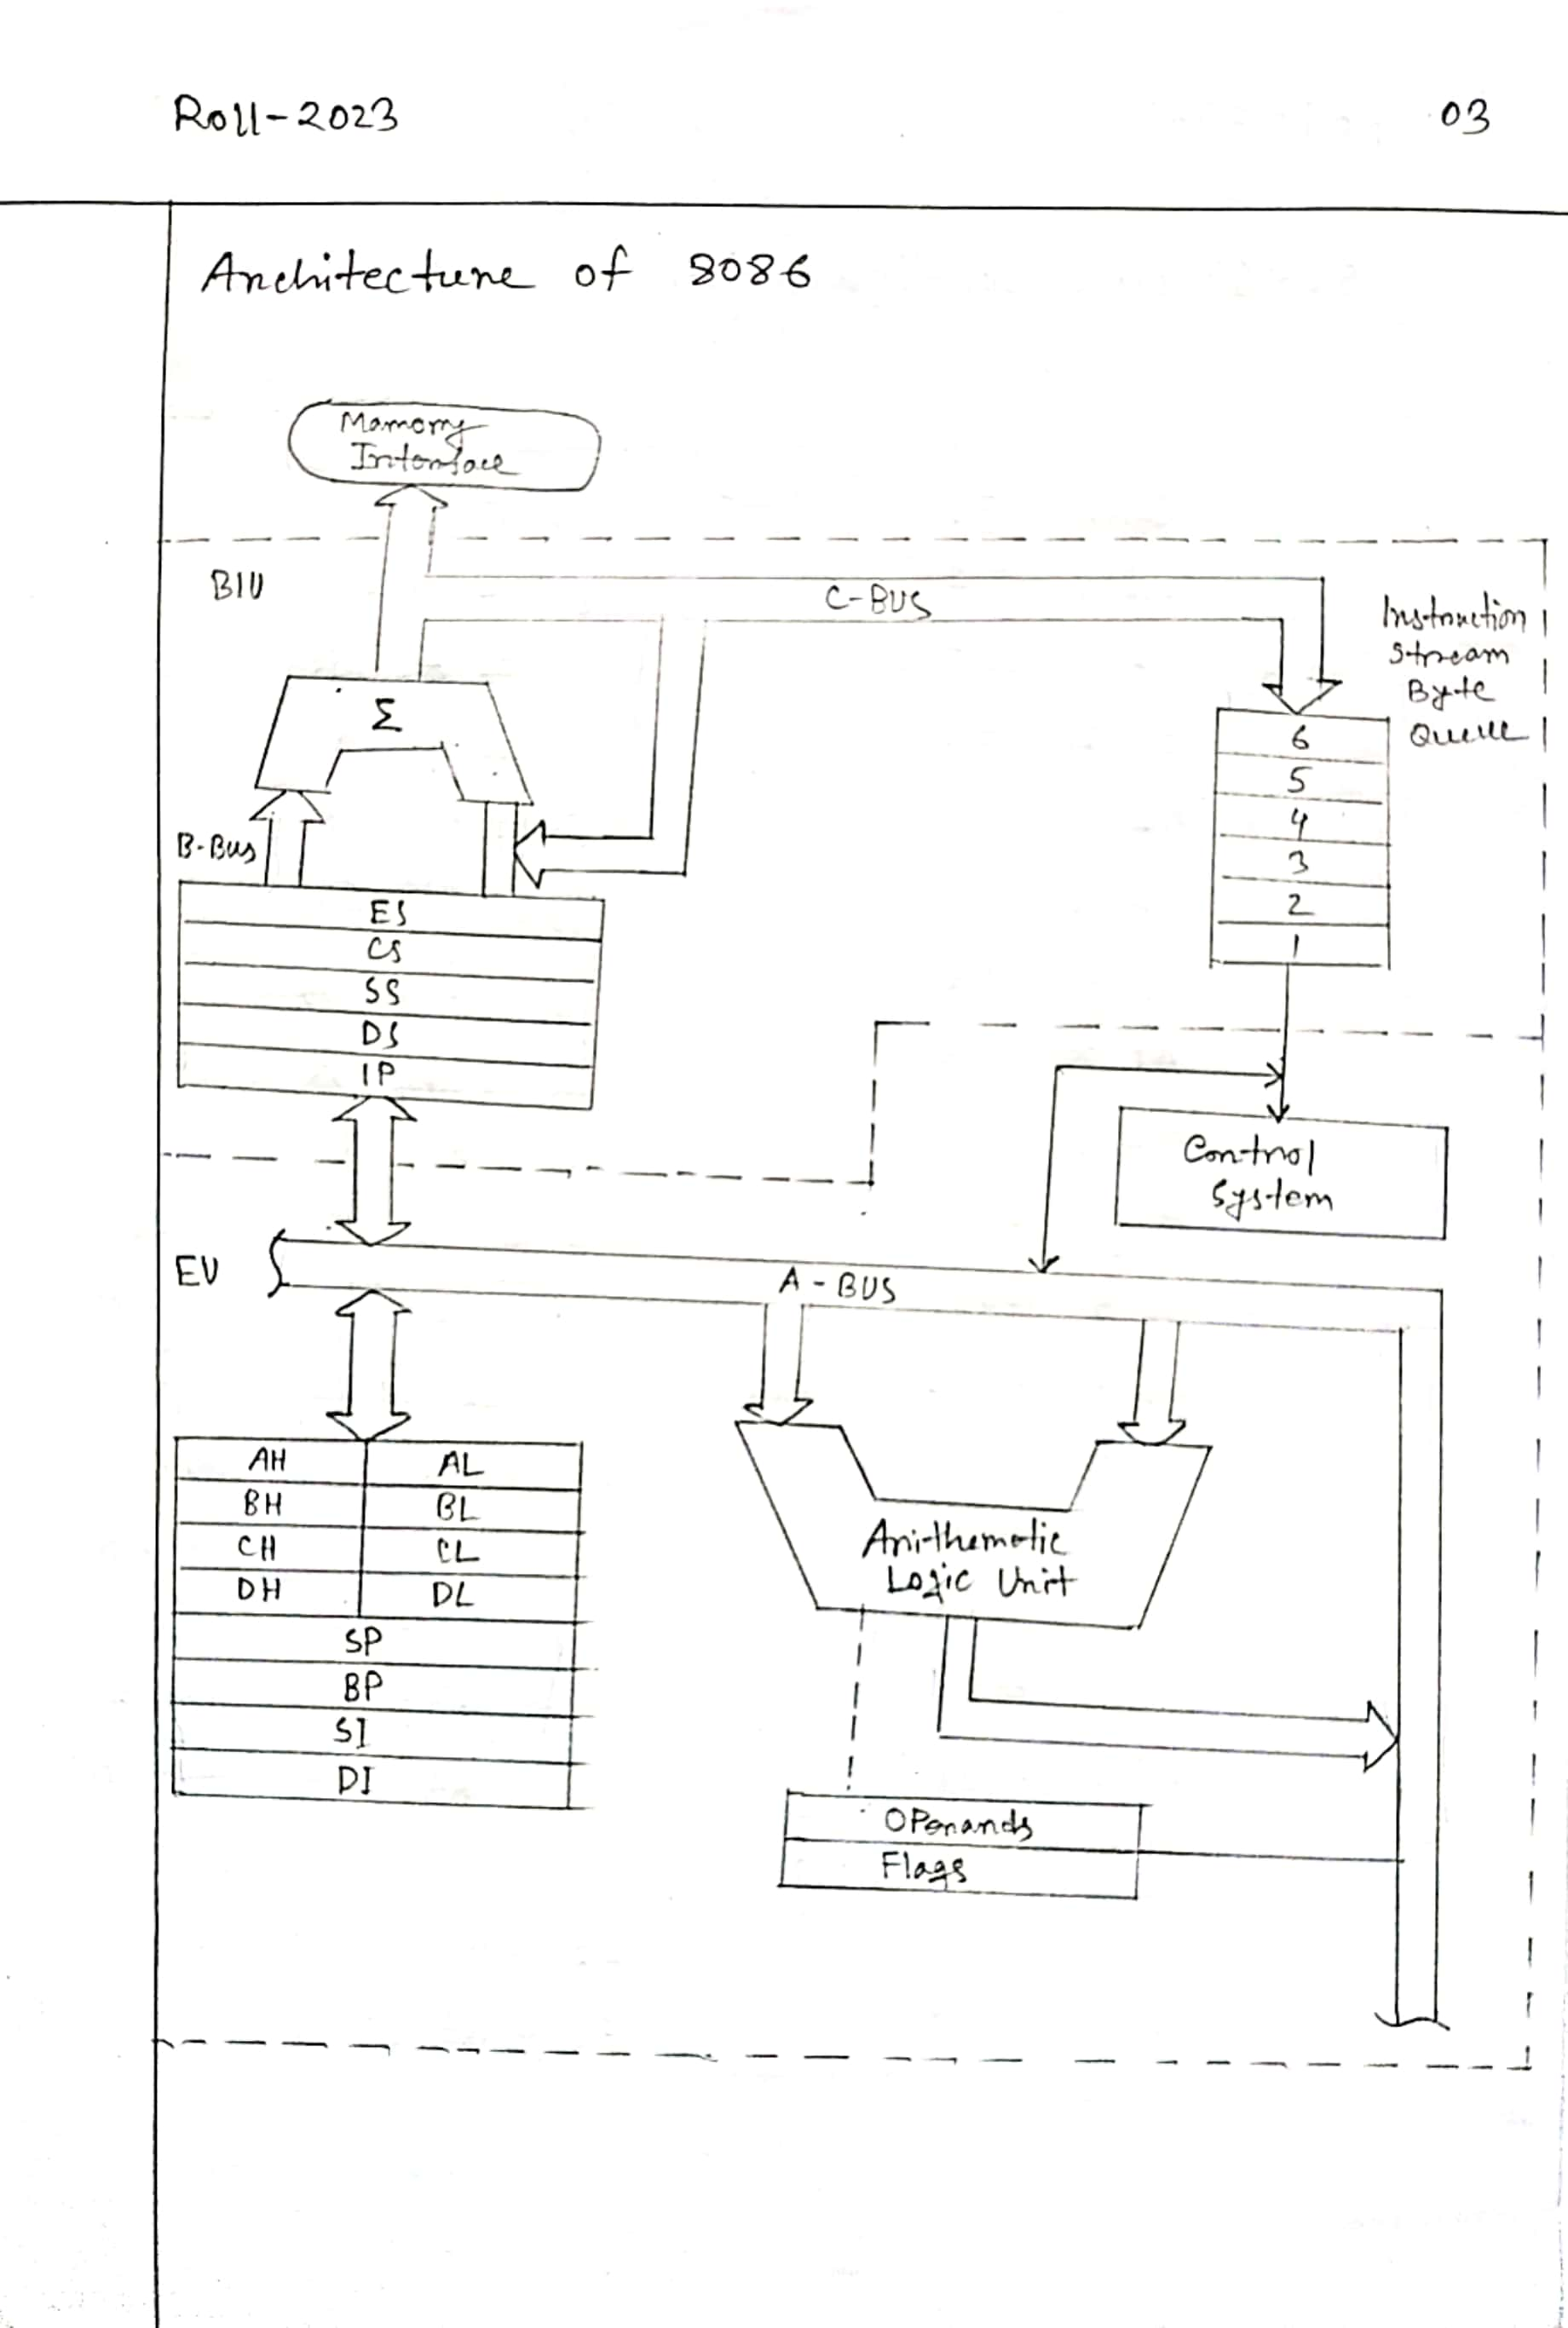 Roll-2023
03
Architecture of 8086
Mamory
Interface
BIU
C-BUS
Instruction
Stream
Byte
Queue
Σ
6
5
4
3
2
1
B-Bus
ES
CS
SS
DS
IP
Control
System
EU
A-BUS
AH AL
BH BL
CH CL
DH DL
SP
BP
SI
DI
Arithemetic
Logic Unit
OPerands
Flags